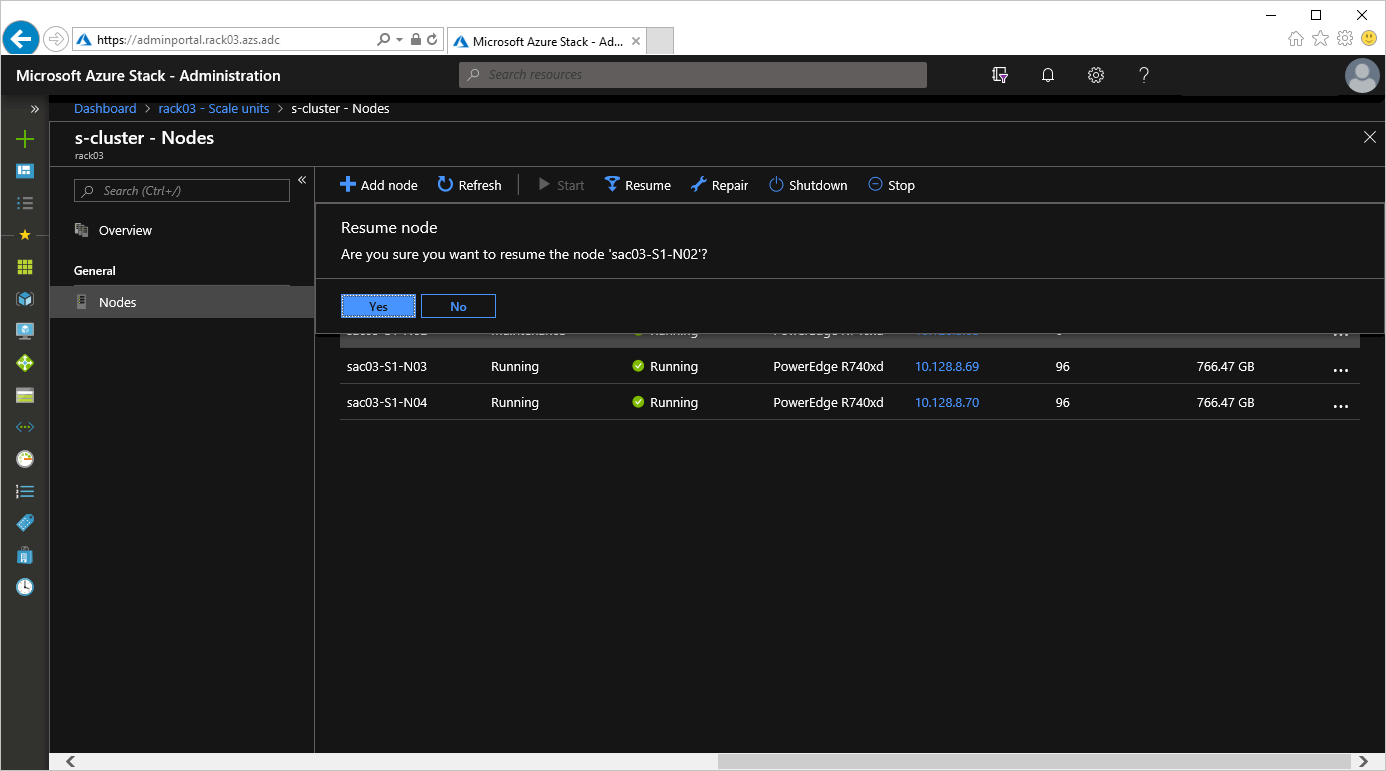 https://adminportal.rack03.azs.adc
Microsoft Azure Stack - Ad...
Microsoft Azure Stack - Administration
Search resources
Dashboard > rack03 - Scale units > s-cluster - Nodes
s-cluster - Nodes
rack03
Search (Ctrl+/)
Overview
General
Nodes
Add node Refresh Start Resume Repair Shutdown Stop
Resume node
Are you sure you want to resume the node 'sac03-S1-N02'?
Yes No
sac03-S1-N03 Running Running PowerEdge R740xd 10.128.8.69 96 766.47 GB ...
sac03-S1-N04 Running Running PowerEdge R740xd 10.128.8.70 96 766.47 GB ...